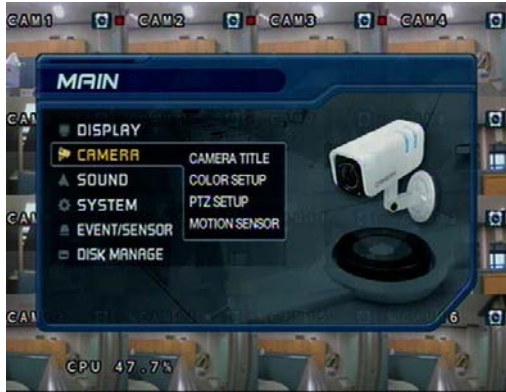 CAM1 CAM2 CAM3 CAM4
MAIN
DISPLAY
CAMERA
SOUND
SYSTEM
EVENT/SENSOR
DISK MANAGE
CAMERA TITLE
COLOR SETUP
PTZ SETUP
MOTION SENSOR
CPU 47.7%